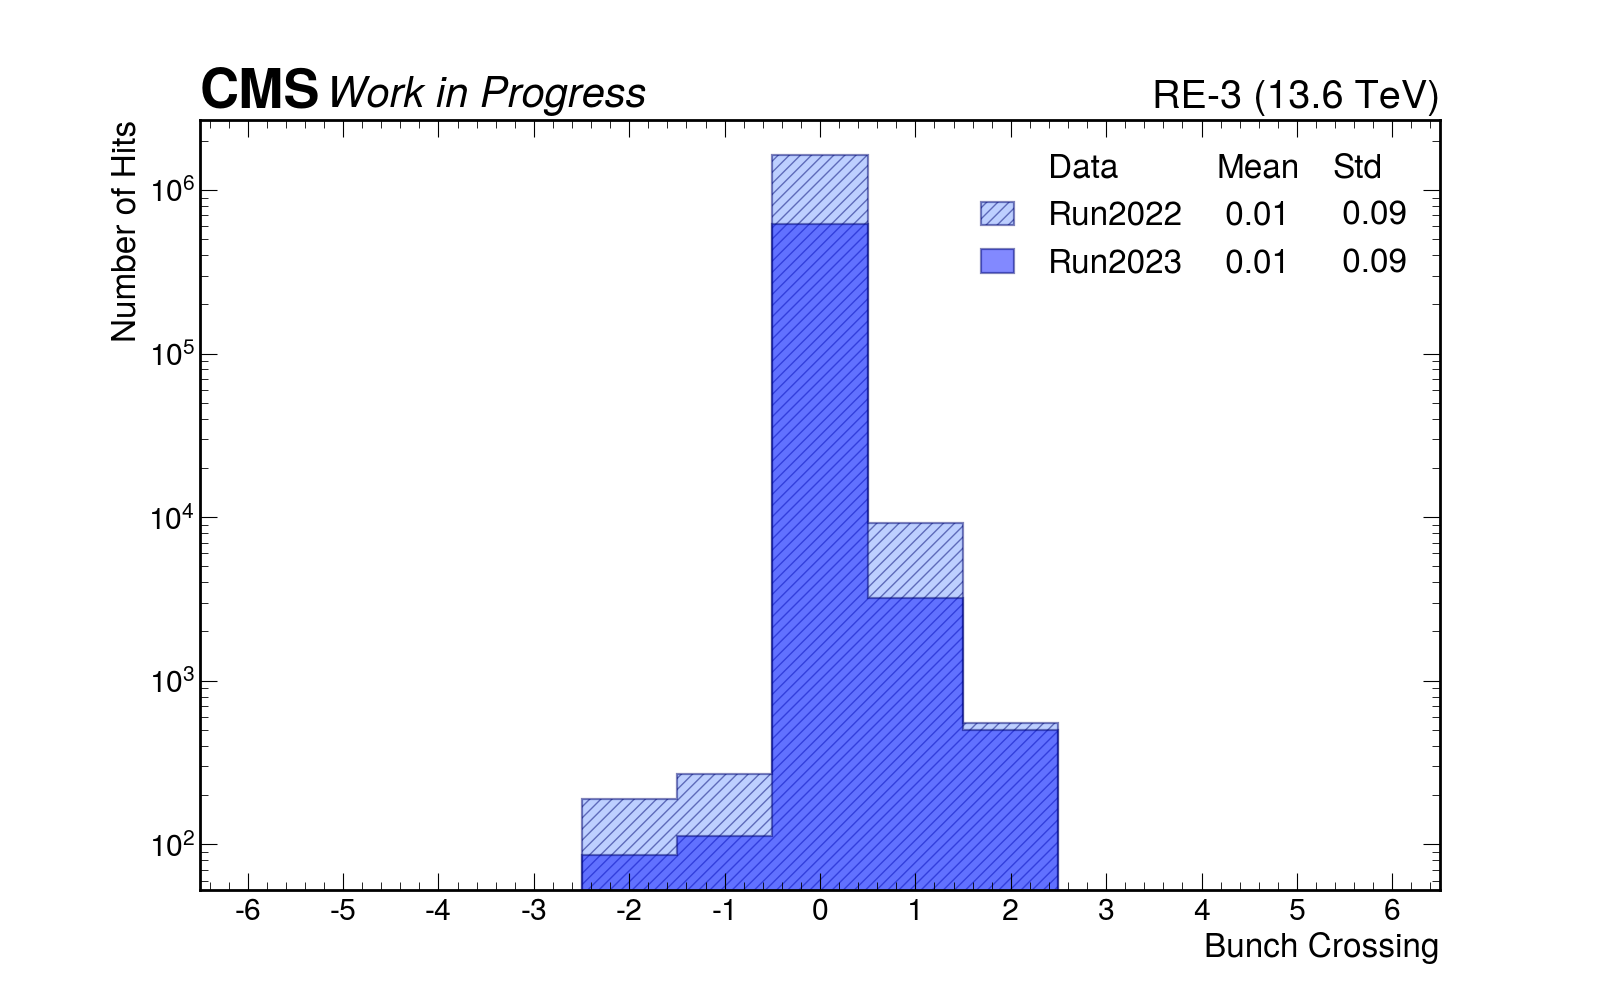 CMS Work in Progress RE-3 (13.6 TeV)
Number of Hits
Data Mean Std
Run2022 0.01 0.09
Run2023 0.01 0.09
10⁶
10⁵
10⁴
10³
10²
-6 -5 -4 -3 -2 -1 0 1 2 3 4 5 6
Bunch Crossing